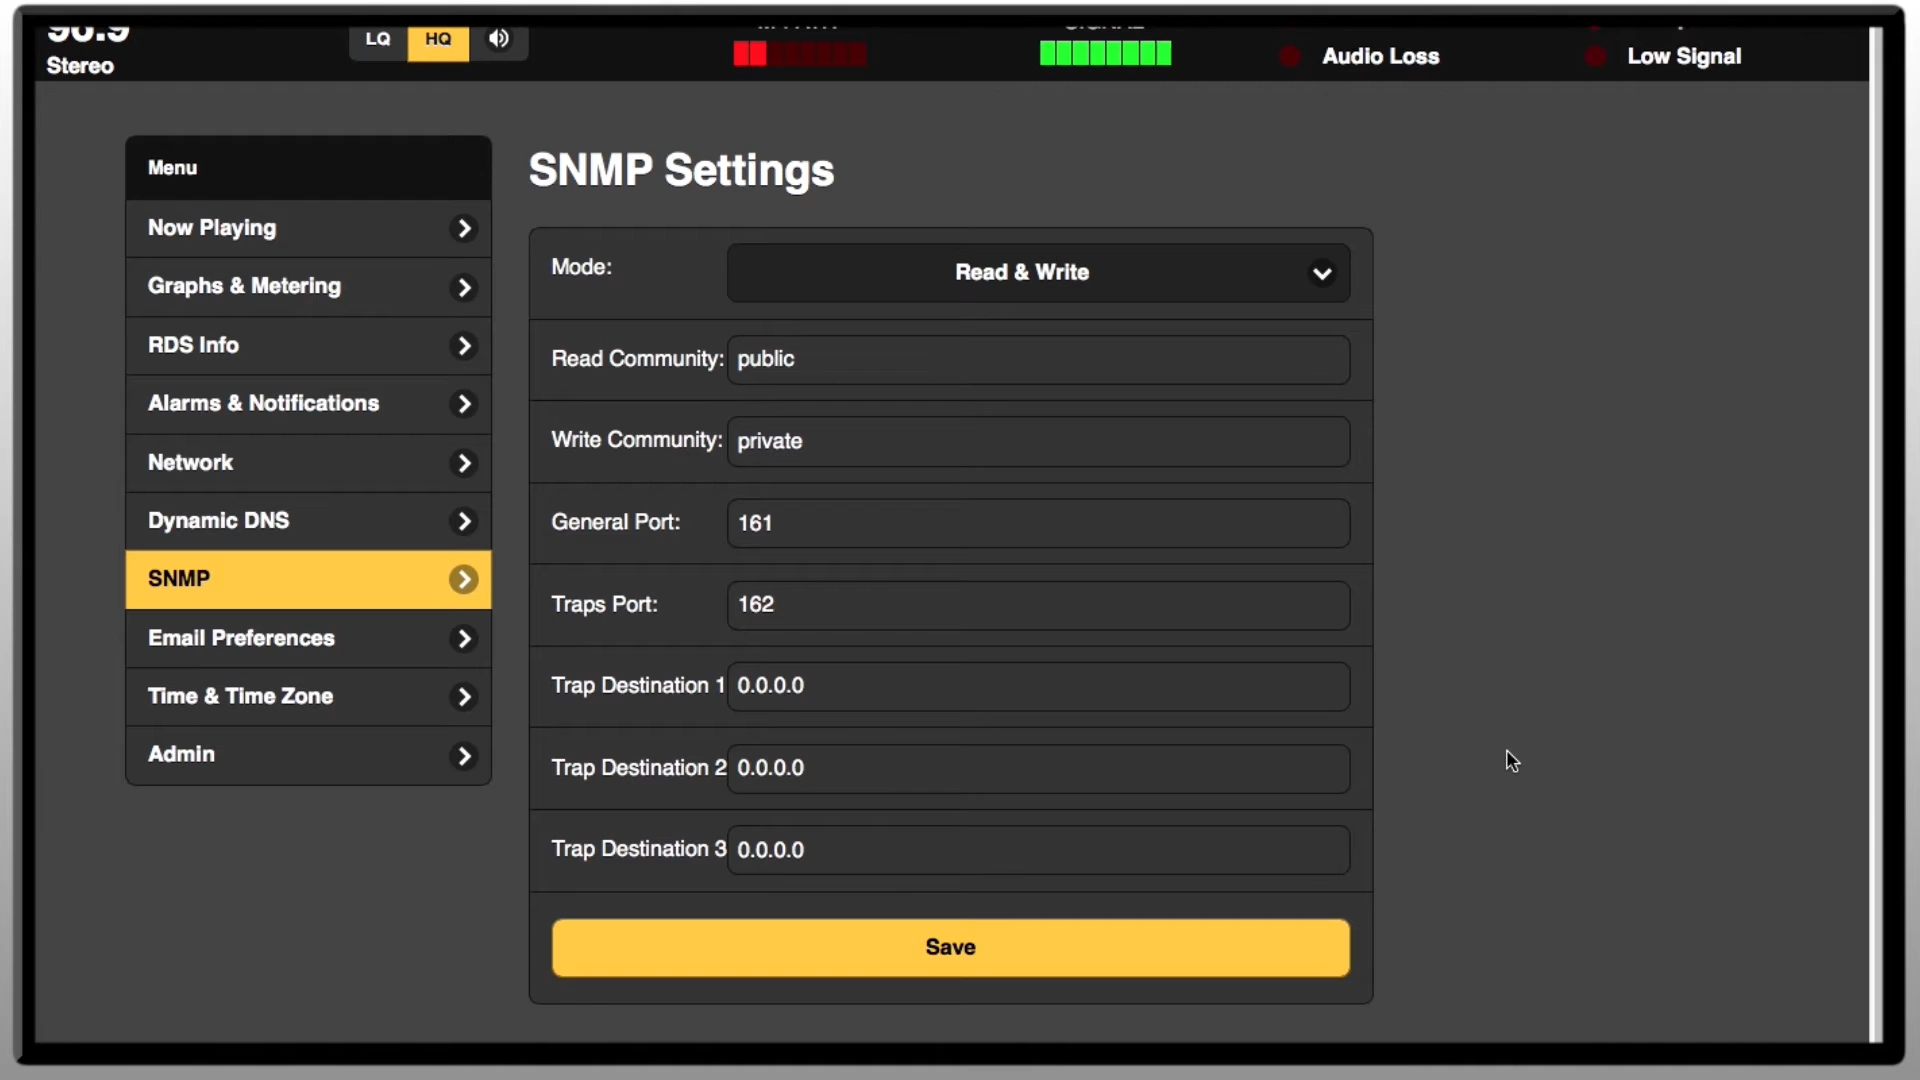 Stereo
LQ
HQ
Audio Loss
Low Signal
Menu
Now Playing
Graphs & Metering
RDS Info
Alarms & Notifications
Network
Dynamic DNS
SNMP
Email Preferences
Time & Time Zone
Admin
SNMP Settings
Mode: Read & Write
Read Community: public
Write Community: private
General Port: 161
Traps Port: 162
Trap Destination 1 0.0.0.0
Trap Destination 2 0.0.0.0
Trap Destination 3 0.0.0.0
Save